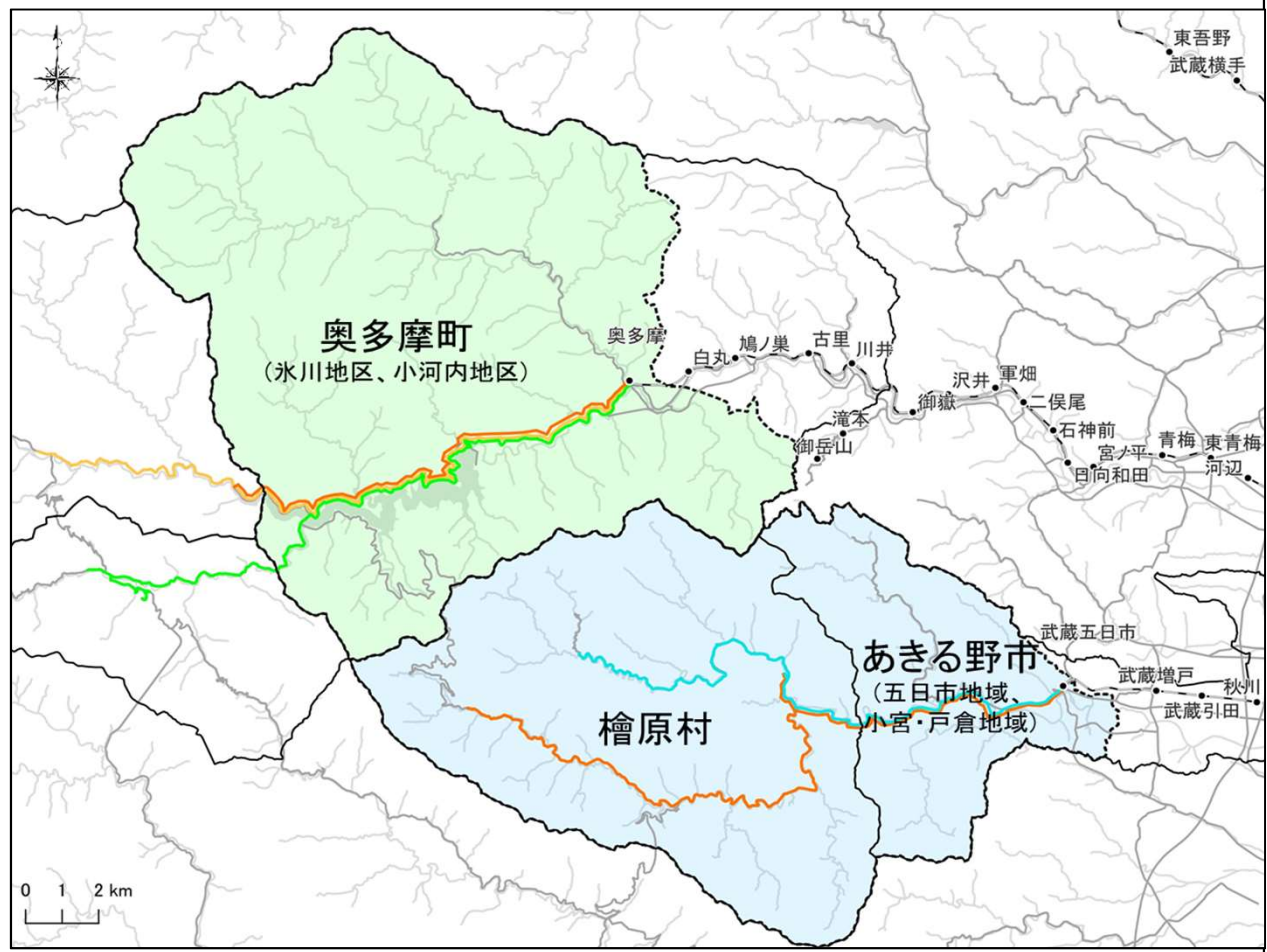 東吾野
武蔵横手
奥多摩町
（氷川地区、小河内地区）
奥多摩
白丸
鳩ノ巣
古里
川井
沢井
軍畑
御嶽
二俣尾
滝本
御岳山
石神前
宮ノ平
青梅
東青梅
日向和田
河辺
武蔵五日市
あきる野市
（五日市地域、
小宮・戸倉地域）
武蔵増戸
秋川
武蔵引田
檜原村
0 1 2 km